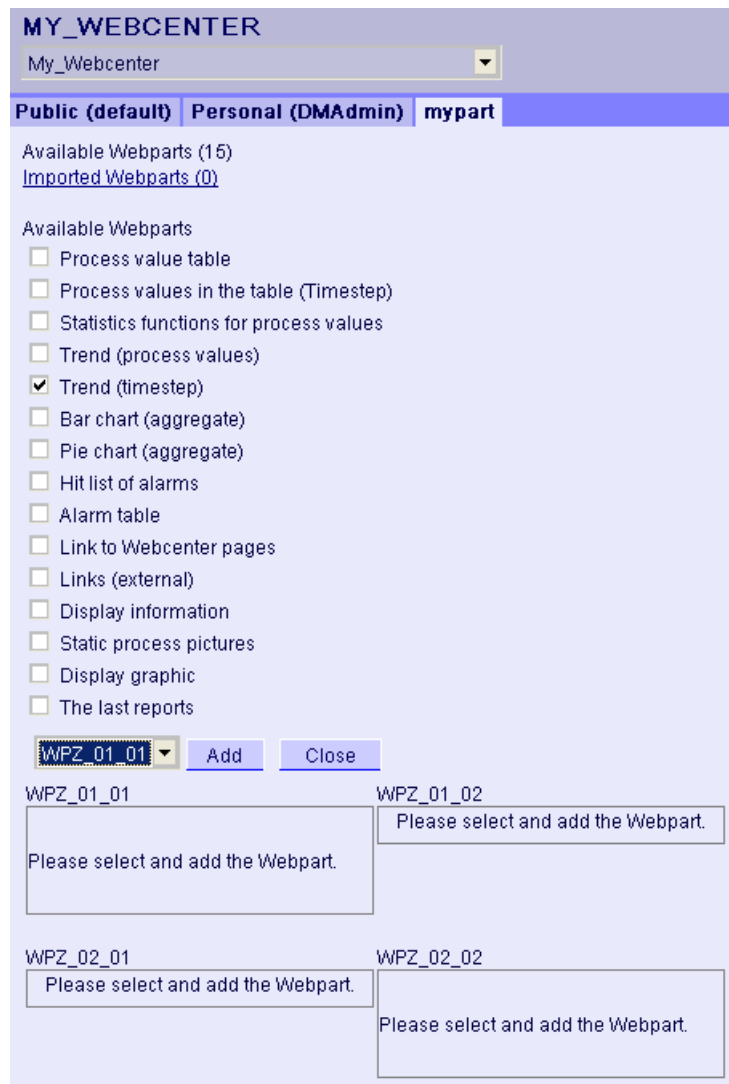 MY_WEBCENTER
My_Webcenter
Public (default) Personal (DMAdmin) mypart
Available Webparts (15)
Imported Webparts (0)
Available Webparts
Process value table
Process values in the table (Timestep)
Statistics functions for process values
Trend (process values)
Trend (timestep)
Bar chart (aggregate)
Pie chart (aggregate)
Hit list of alarms
Alarm table
Link to Webcenter pages
Links (external)
Display information
Static process pictures
Display graphic
The last reports
WPZ_01_01 Add Close
WPZ_01_01 WPZ_01_02
Please select and add the Webpart.
Please select and add the Webpart.
WPZ_02_01 WPZ_02_02
Please select and add the Webpart.
Please select and add the Webpart.